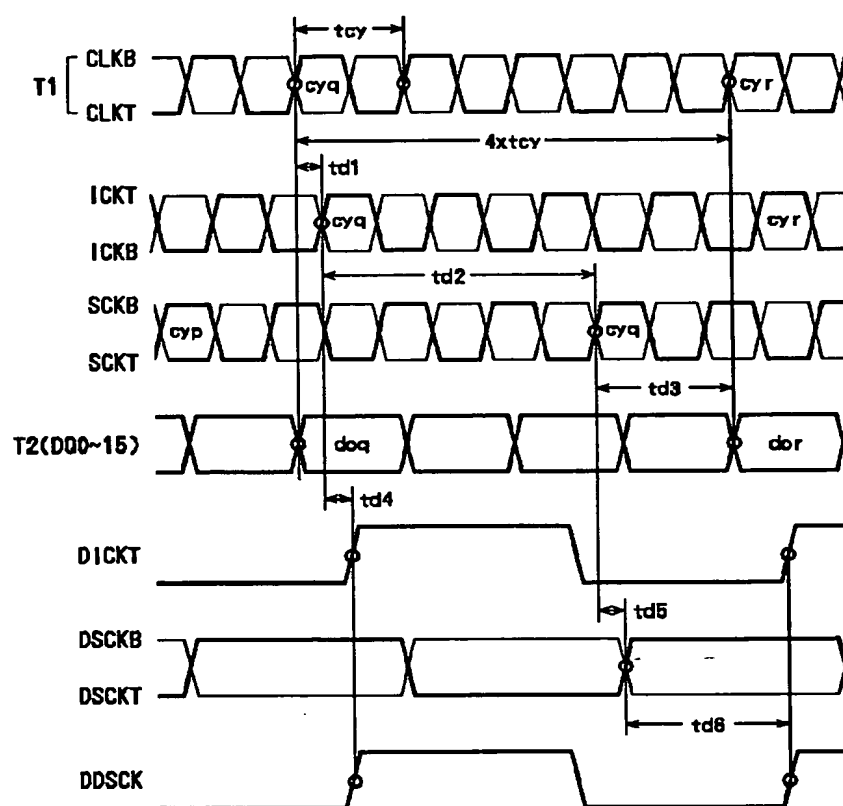 tcy
T1
CLKB
CLKT
cyq
cyr
4xtcy
td1
ICKT
ICKB
cyq
cyr
td2
SCKB
SCKT
cyp
cyq
td3
T2(DQ0~15)
doq
dor
td4
DICKT
td5
DSCKB
DSCKT
td6
DDSCK